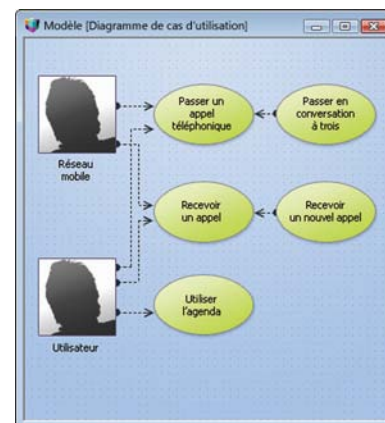 Modèle [Diagramme de cas d'utilisation]
Passer un
appel
téléphonique
Passer en
conversation
à trois
Réseau
mobile
Recevoir
un appel
Recevoir
un nouvel appel
Utiliser
l'agenda
Utilisateur